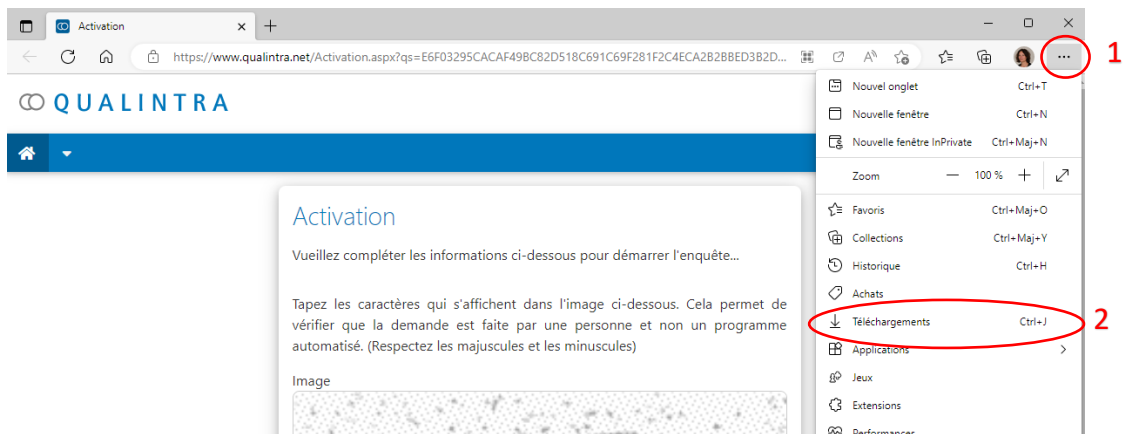 Activation
https://www.qualintra.net/Activation.aspx?qs=E6F03295CACAF49BC82D518C691C69F281F2C4ECA2B2BBED3B2D...
1
QUALINTRA
Nouvel onglet Ctrl+T
Nouvelle fenêtre Ctrl+N
Nouvelle fenêtre InPrivate Ctrl+Maj+N
Zoom — 100 % +
Favoris Ctrl+Maj+O
Collections Ctrl+Maj+Y
Historique Ctrl+H
Achats
Téléchargements Ctrl+J
2
Applications
Jeux
Extensions
Performances
Activation
Vueillez compléter les informations ci-dessous pour démarrer l'enquête...
Tapez les caractères qui s'affichent dans l'image ci-dessous. Cela permet de
vérifier que la demande est faite par une personne et non un programme
automatisé. (Respectez les majuscules et les minuscules)
Image